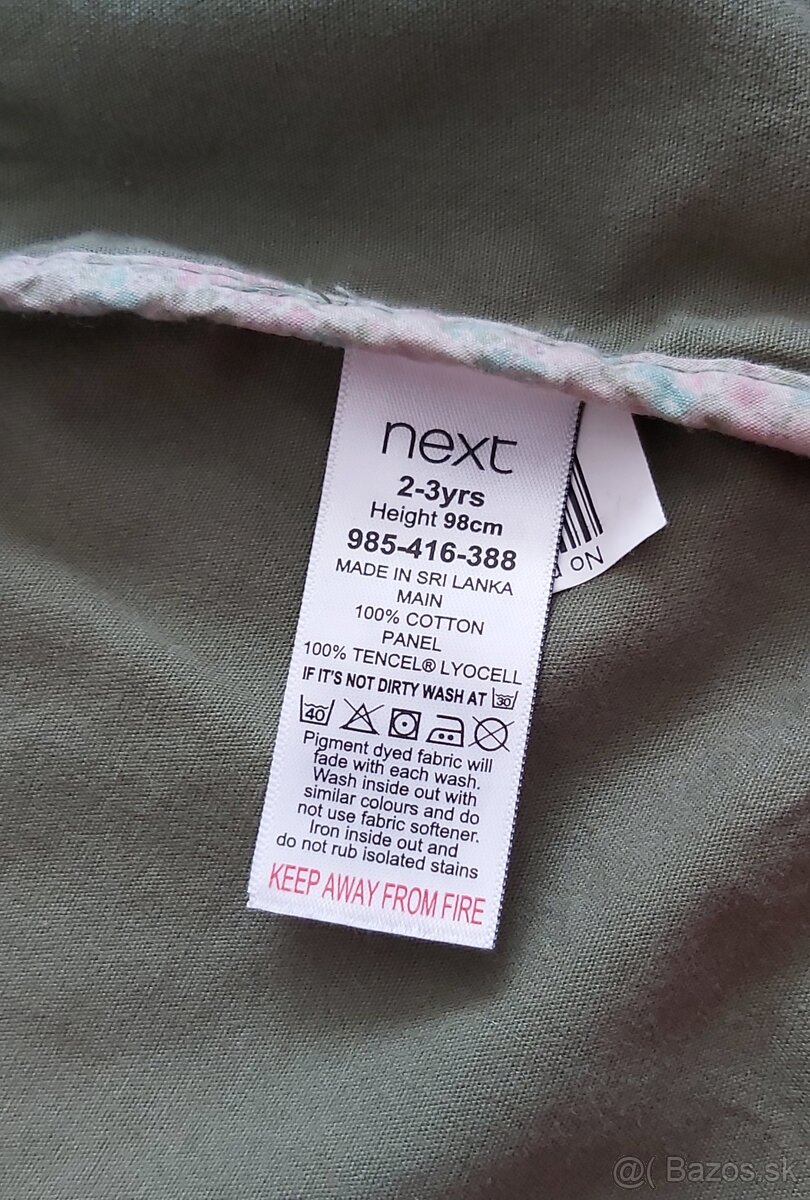 next
2-3yrs
Height 98cm
985-416-388
MADE IN SRI LANKA
MAIN
100% COTTON
PANEL
100% TENCEL® LYOCELL
IF IT'S NOT DIRTY WASH AT 30
40
Pigment dyed fabric will
fade with each wash.
Wash inside out with
similar colours and do
not use fabric softener.
Iron inside out and
do not rub isolated stains
KEEP AWAY FROM FIRE
NO
@( Bazos.sk